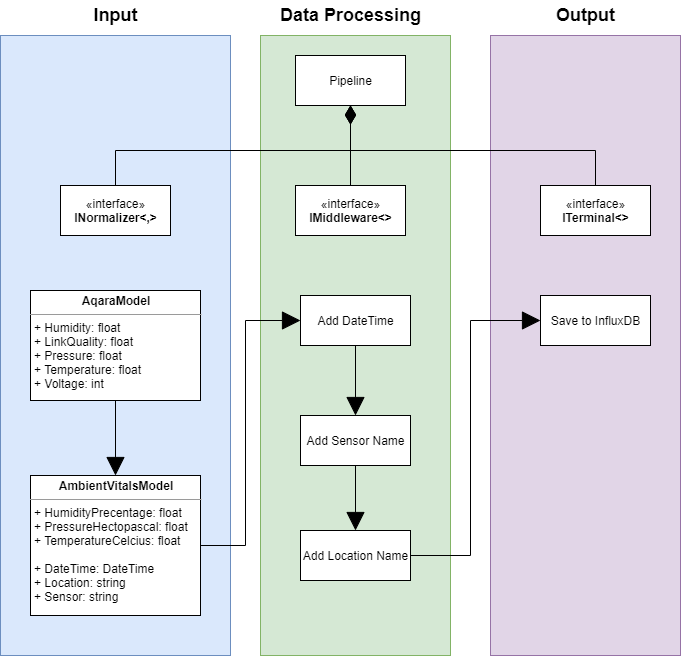 Input
Data Processing
Output
Pipeline
«interface»
INormalizer<,>
«interface»
IMiddleware<>
«interface»
ITerminal<>
AqaraModel
+ Humidity: float
+ LinkQuality: float
+ Pressure: float
+ Temperature: float
+ Voltage: int
AmbientVitalsModel
+ HumidityPrecentage: float
+ PressureHectopascal: float
+ TemperatureCelcius: float
+ DateTime: DateTime
+ Location: string
+ Sensor: string
Add DateTime
Add Sensor Name
Add Location Name
Save to InfluxDB